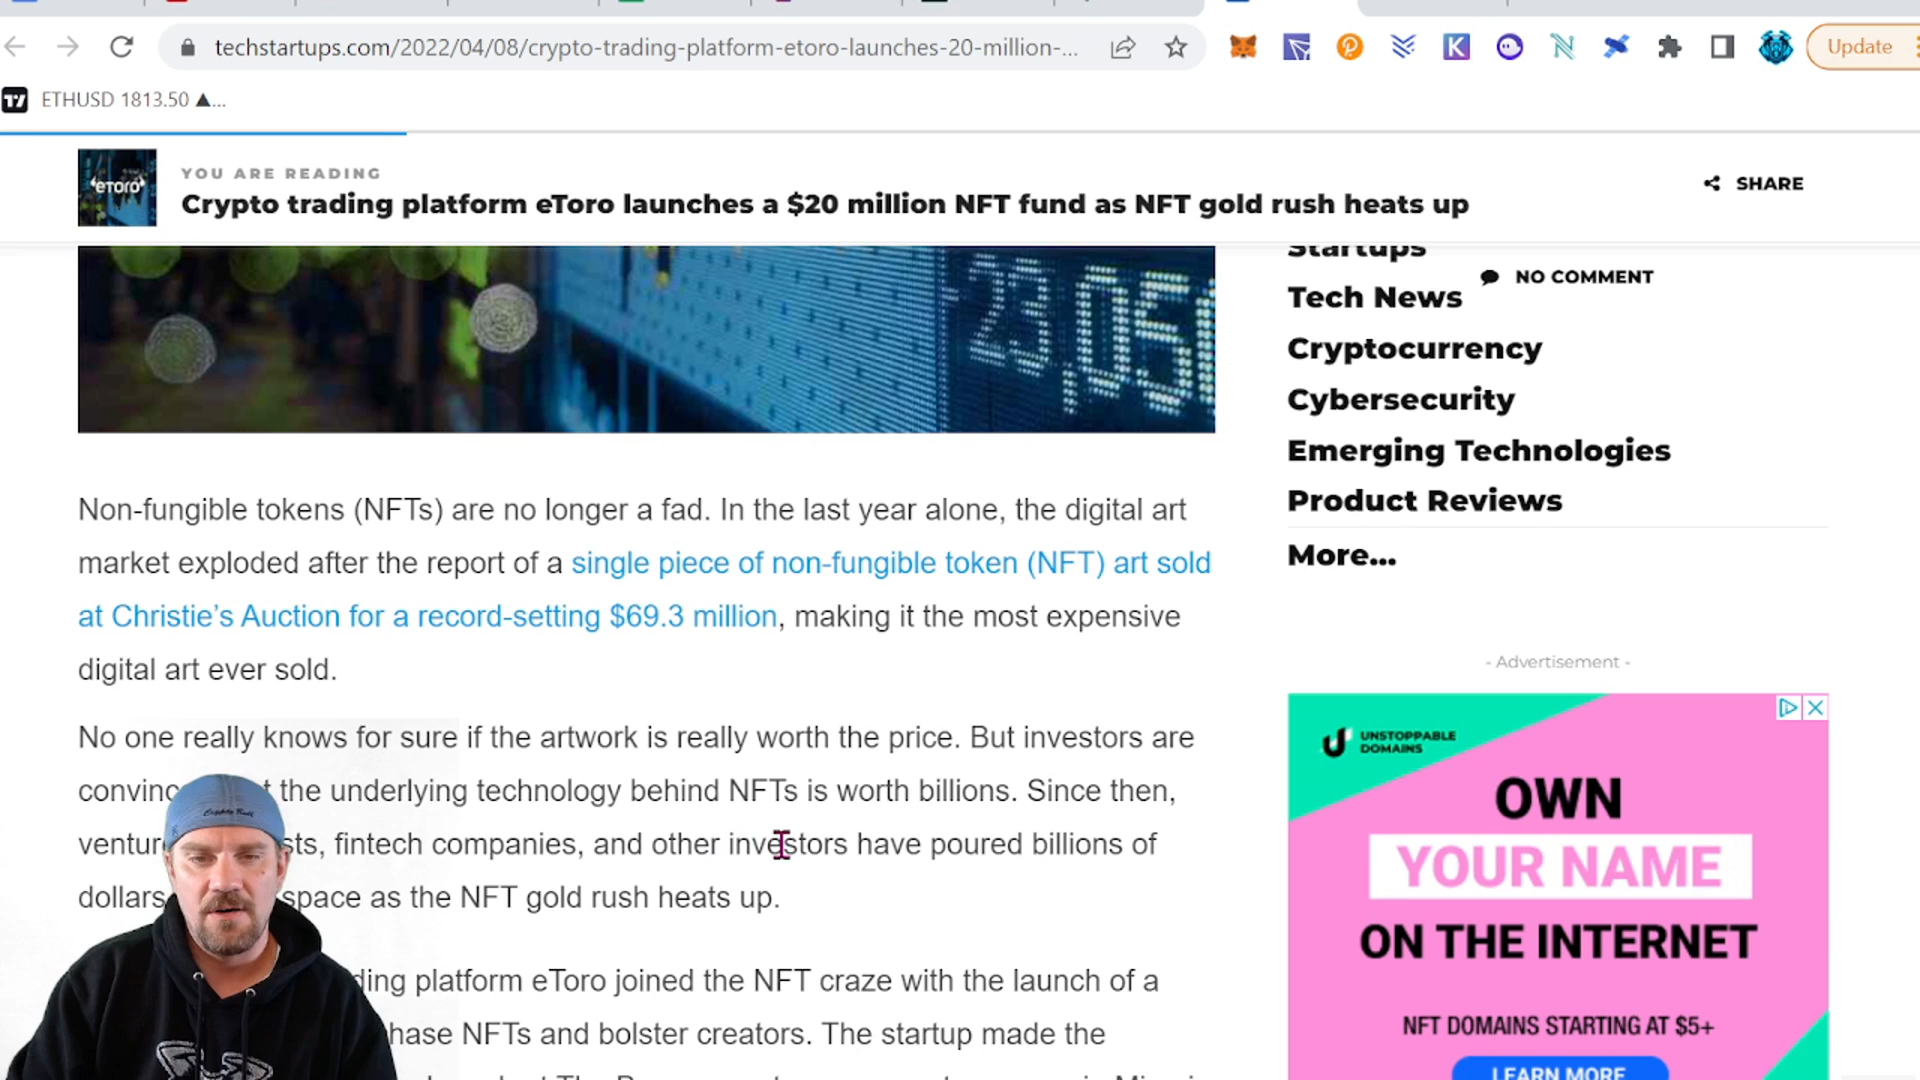 techstartups.com/2022/04/08/crypto-trading-platform-etoro-launches-20-million-...
Update
ETHUSD 1813.50 ▲...
eToro
YOU ARE READING
Crypto trading platform eToro launches a $20 million NFT fund as NFT gold rush heats up
SHARE
23,05
Startups
NO COMMENT
Tech News
Cryptocurrency
Cybersecurity
Emerging Technologies
Product Reviews
More...
Non-fungible tokens (NFTs) are no longer a fad. In the last year alone, the digital art
market exploded after the report of a single piece of non-fungible token (NFT) art sold
at Christie's Auction for a record-setting $69.3 million, making it the most expensive
digital art ever sold.
No one really knows for sure if the artwork is really worth the price. But investors are
convinc t the underlying technology behind NFTs is worth billions. Since then,
ventur sts, fintech companies, and other investors have poured billions of
dollars space as the NFT gold rush heats up.
ding platform eToro joined the NFT craze with the launch of a
hase NFTs and bolster creators. The startup made the
- Advertisement -
UNSTOPPABLE
DOMAINS
OWN
YOUR NAME
ON THE INTERNET
NFT DOMAINS STARTING AT $5+
LEARN MORE